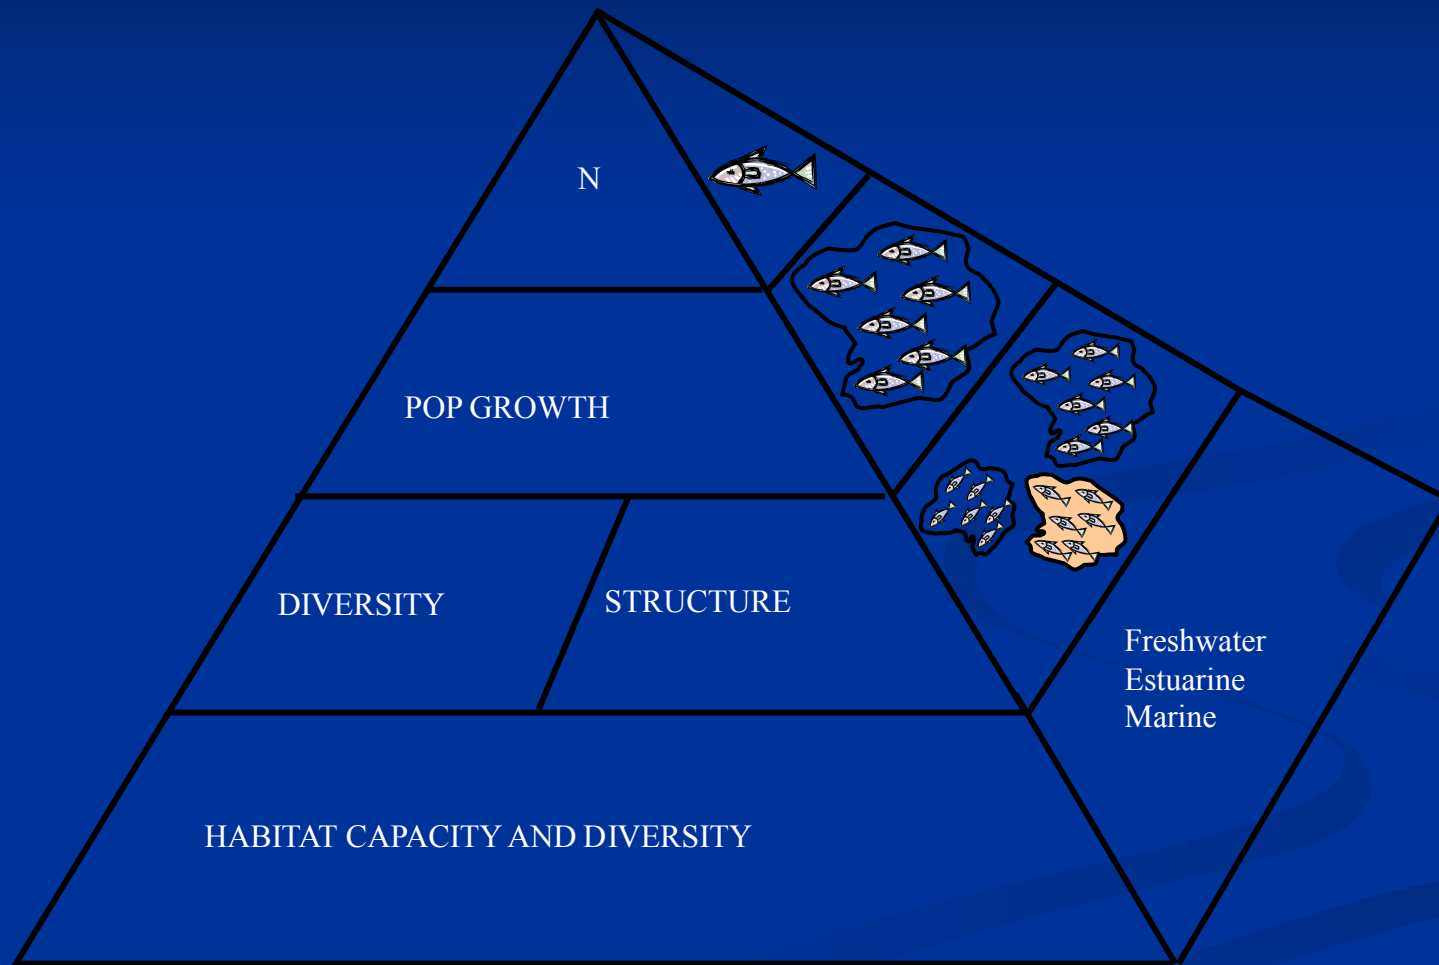 N
POP GROWTH
DIVERSITY
STRUCTURE
Freshwater
Estuarine
Marine
HABITAT CAPACITY AND DIVERSITY